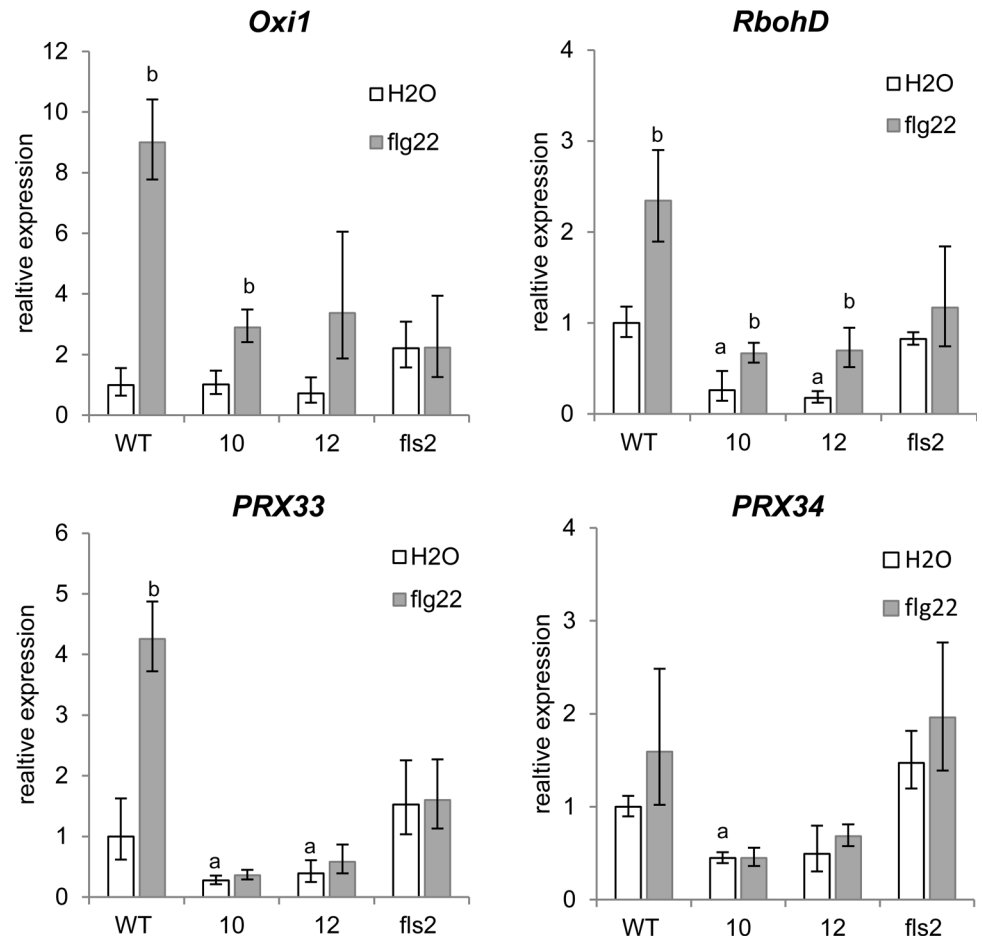 Oxi1
realtive expression
12
10
8
6
4
2
0
b
b
H2O
flg22
WT
10
12
fls2
RbohD
realtive expression
4
3
2
1
0
b
a
b
a
b
H2O
flg22
WT
10
12
fls2
PRX33
realtive expression
6
5
4
3
2
1
0
b
a
a
H2O
flg22
WT
10
12
fls2
PRX34
realtive expression
4
3
2
1
0
a
H2O
flg22
WT
10
12
fls2